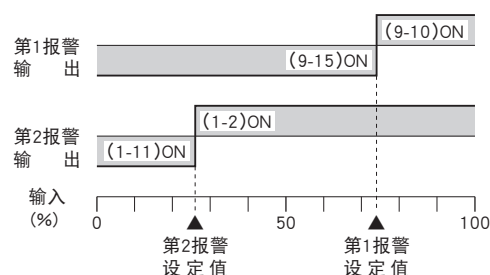 (9-10)ON
第1报警
输 出
(9-15)ON
(1-2)ON
第2报警
输 出
(1-11)ON
输入
(%)
0 50 100
第2报警 第1报警
设定值 设定值